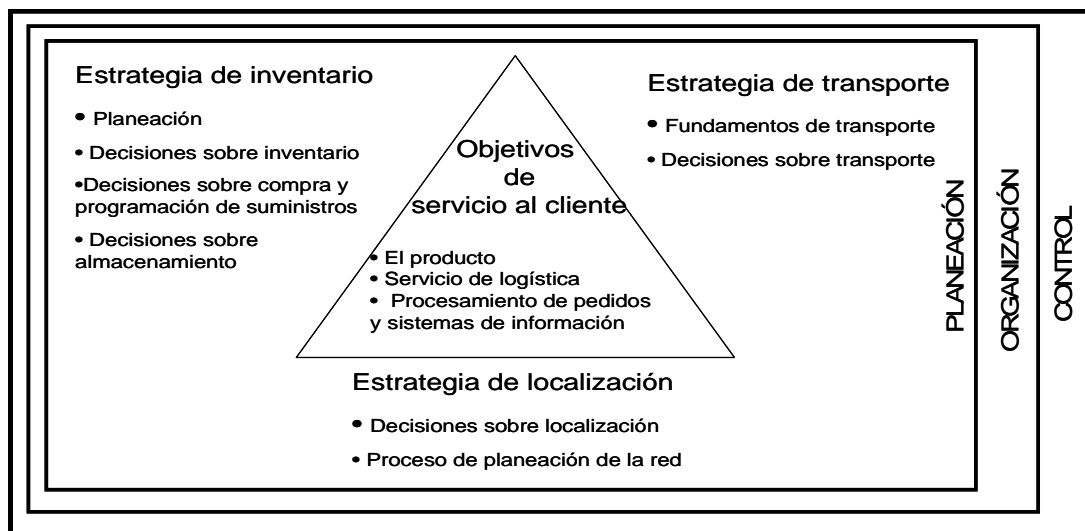 Estrategia de inventario
• Planeación
• Decisiones sobre inventario
•Decisiones sobre compra y
programación de suministros
• Decisiones sobre
almacenamiento
Objetivos
de
servicio al cliente
• El producto
• Servicio de logística
• Procesamiento de pedidos
y sistemas de información
Estrategia de transporte
• Fundamentos de transporte
• Decisiones sobre transporte
Estrategia de localización
• Decisiones sobre localización
• Proceso de planeación de la red
PLANEACIÓN
ORGANIZACIÓN
CONTROL